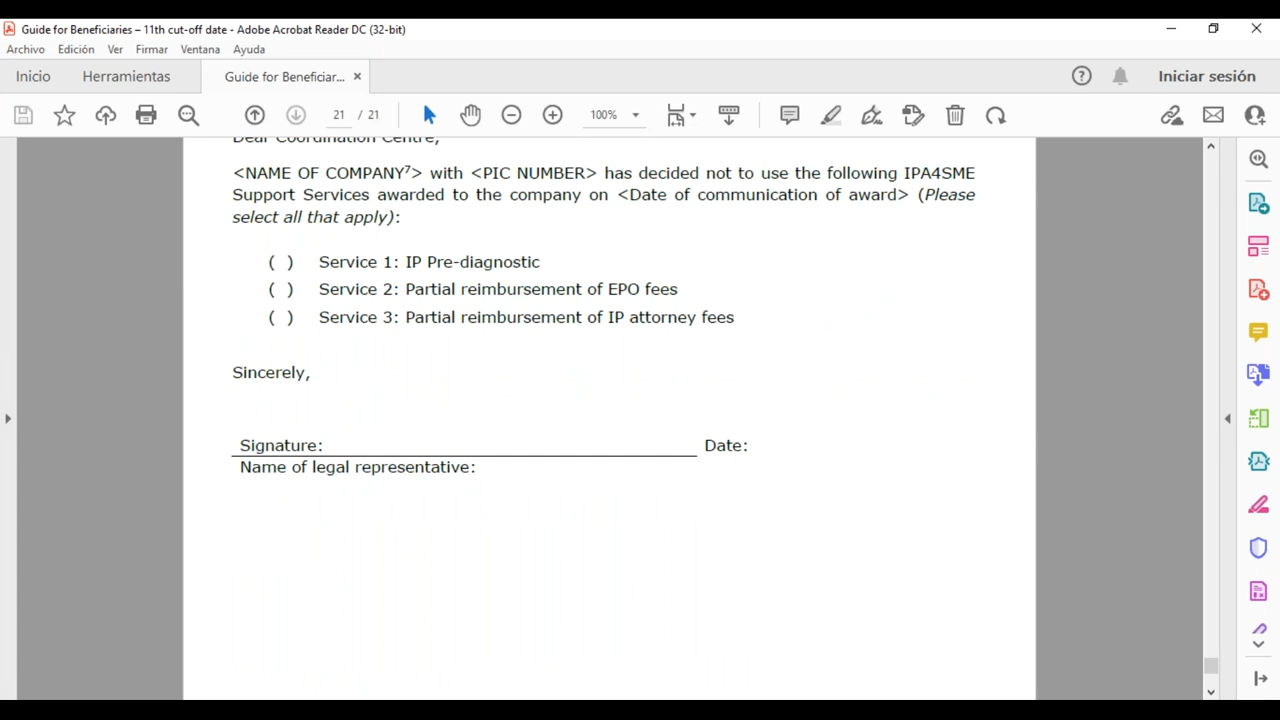 Guide for Beneficiaries – 11th cut-off date - Adobe Acrobat Reader DC (32-bit)
Archivo Edición Ver Firmar Ventana Ayuda
Inicio Herramientas Guide for Beneficiar... × Iniciar sesión
21 / 21 100%
Dear Coordination Centre,
<NAME OF COMPANY⁷> with <PIC NUMBER> has decided not to use the following IPA4SME
Support Services awarded to the company on <Date of communication of award> (Please
select all that apply):
( ) Service 1: IP Pre-diagnostic
( ) Service 2: Partial reimbursement of EPO fees
( ) Service 3: Partial reimbursement of IP attorney fees
Sincerely,
Signature: Date:
Name of legal representative: